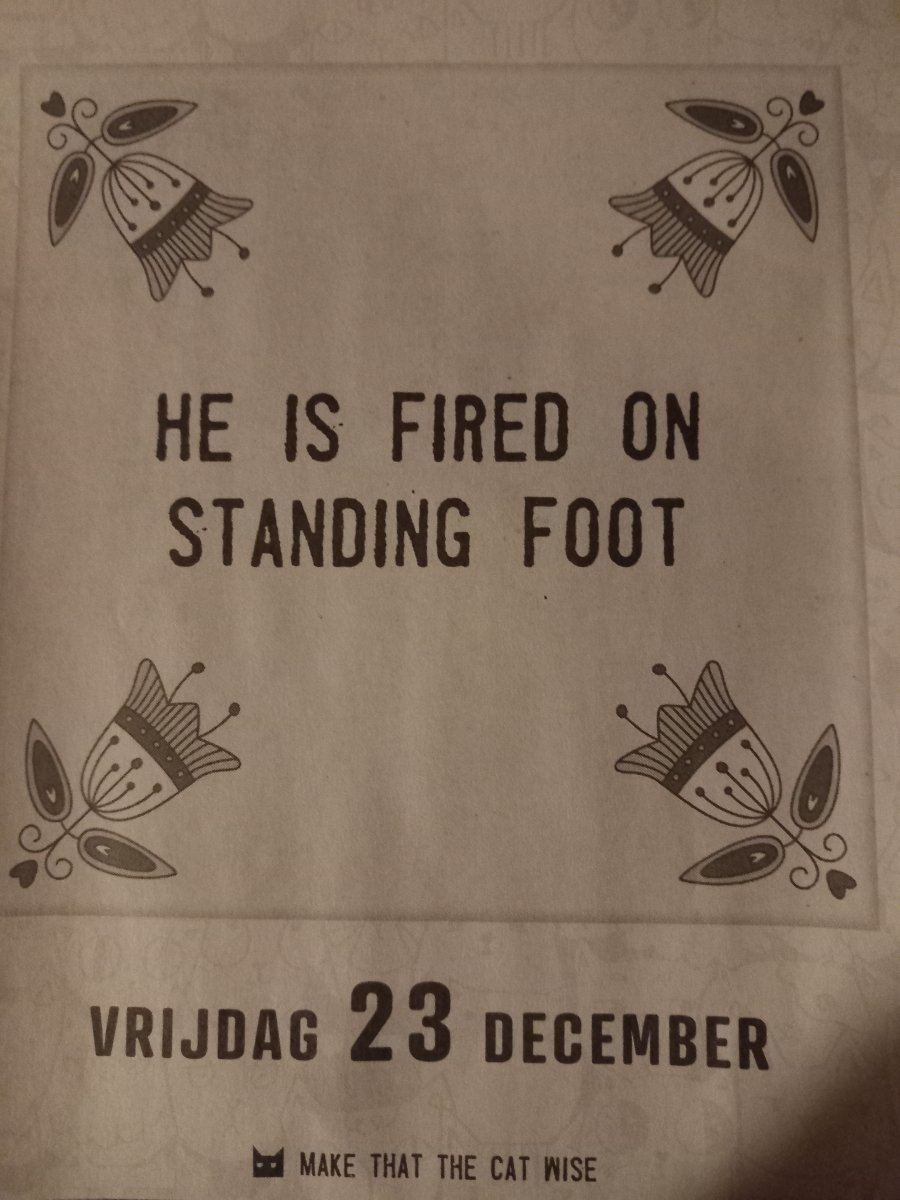 HE IS FIRED ON
STANDING FOOT
VRIJDAG 23 DECEMBER
MAKE THAT THE CAT WISE